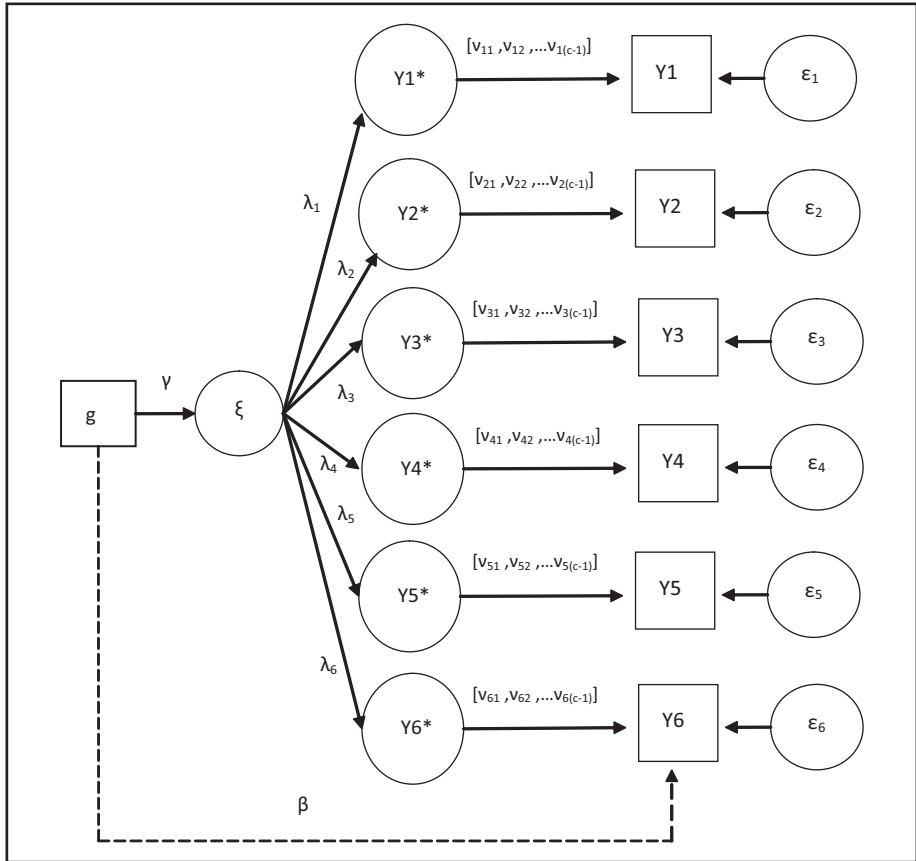 [ν₁₁ ,ν₁₂ ,...ν₁₍c-₁₎]
Y1*
Y1
ε₁
λ₁
[ν₂₁ ,ν₂₂ ,...ν₂₍c-₁₎]
Y2*
Y2
ε₂
λ₂
[ν₃₁ ,ν₃₂ ,...ν₃₍c-₁₎]
Y3*
Y3
ε₃
λ₃
γ
g
ξ
[ν₄₁ ,ν₄₂ ,...ν₄₍c-₁₎]
Y4*
Y4
ε₄
λ₄
λ₅
[ν₅₁ ,ν₅₂ ,...ν₅₍c-₁₎]
Y5*
Y5
ε₅
λ₆
[ν₆₁ ,ν₆₂ ,...ν₆₍c-₁₎]
Y6*
Y6
ε₆
β